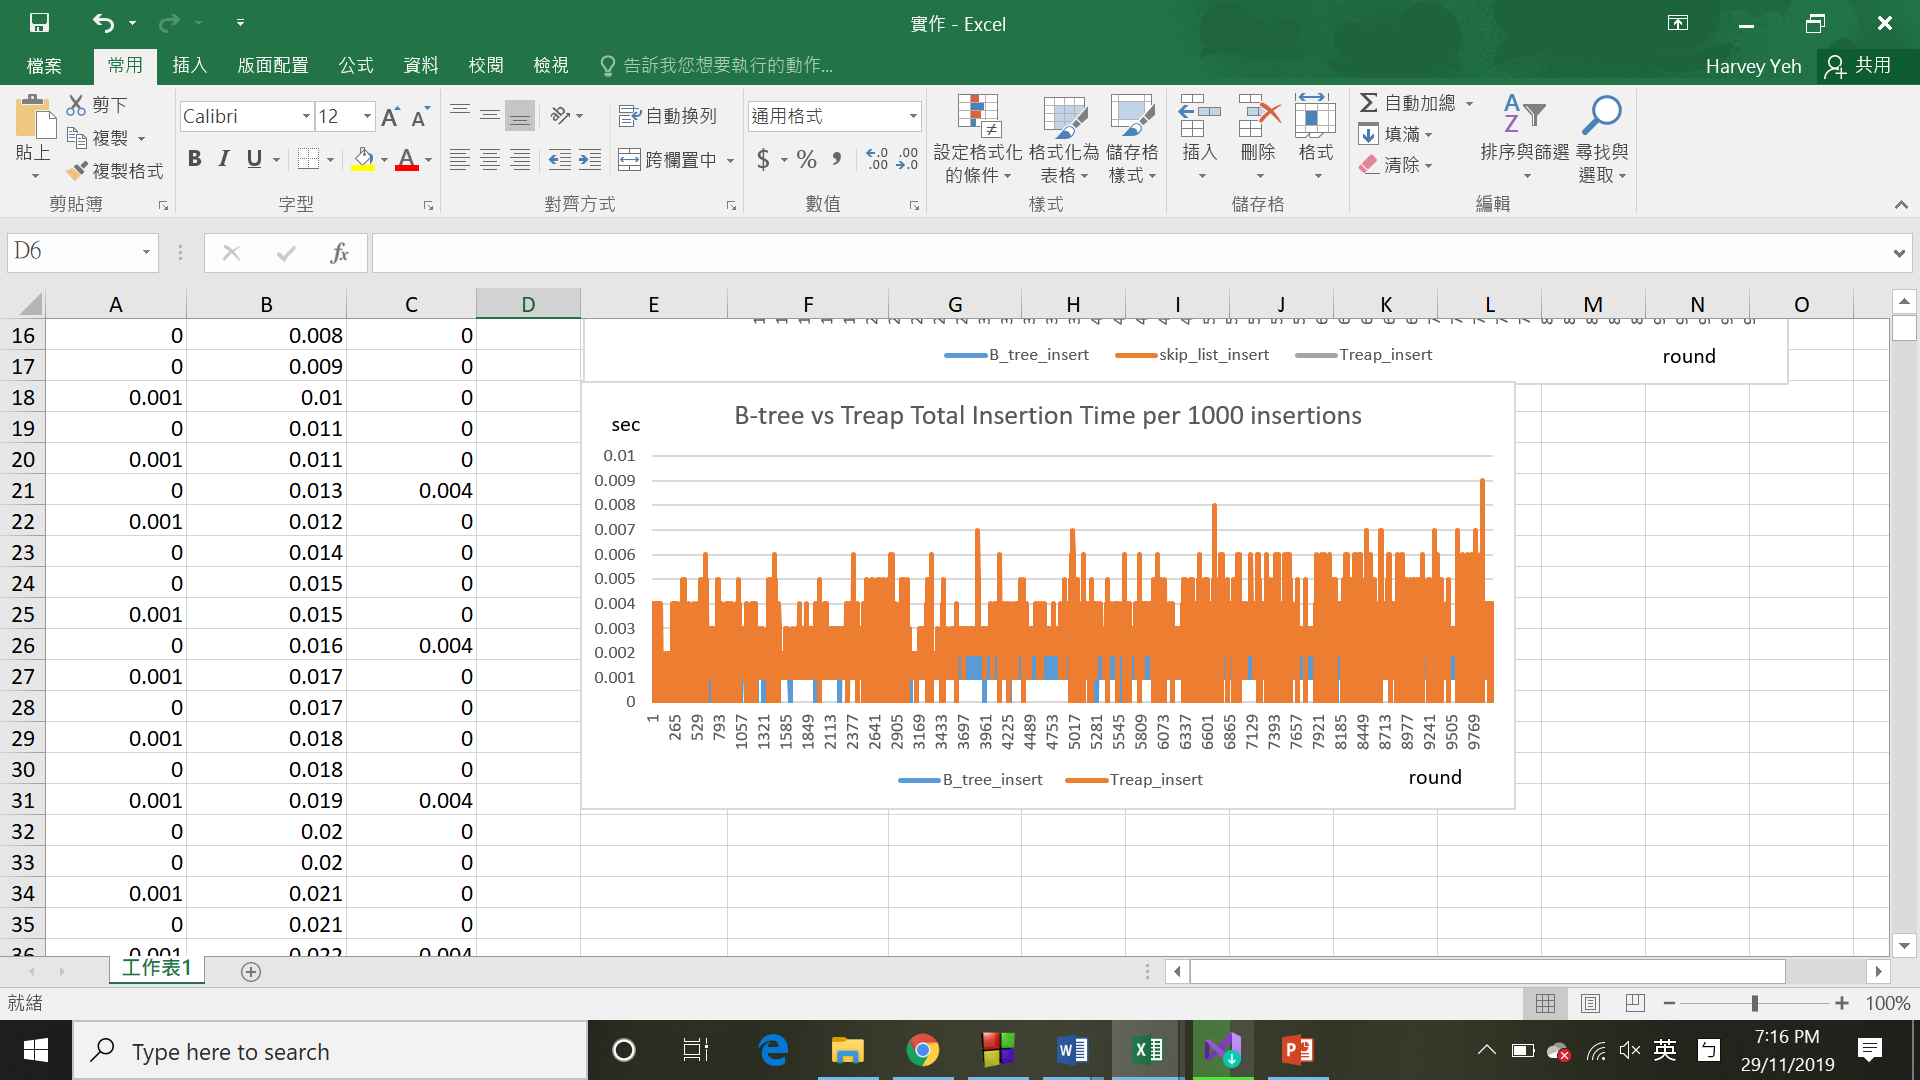 實作 - Excel
檔案 常用 插入 版面配置 公式 資料 校閱 檢視 告訴我您想要執行的動作... Harvey Yeh 共用
貼上 剪下 複製 複製格式 剪貼簿
Calibri 12 B I U A 字型
自動換列 跨欄置中 對齊方式
通用格式 $ % 數值
設定格式化的條件 格式化為表格 儲存格樣式 樣式
插入 刪除 格式 儲存格
自動加總 填滿 清除 排序與篩選 尋找與選取 編輯
D6 fx
A B C D E F G H I J K L M N O
16 0 0.008 0
17 0 0.009 0
18 0.001 0.01 0
19 0 0.011 0
20 0.001 0.011 0
21 0 0.013 0.004
22 0.001 0.012 0
23 0 0.014 0
24 0 0.015 0
25 0.001 0.015 0
26 0 0.016 0.004
27 0.001 0.017 0
28 0 0.017 0
29 0.001 0.018 0
30 0 0.018 0
31 0.001 0.019 0.004
32 0 0.02 0
33 0 0.02 0
34 0.001 0.021 0
35 0 0.021 0
36 0.001 0.022 0.004
B_tree_insert skip_list_insert Treap_insert round
B-tree vs Treap Total Insertion Time per 1000 insertions
sec
0.01
0.009
0.008
0.007
0.006
0.005
0.004
0.003
0.002
0.001
0
1 265 529 793 1057 1321 1585 1849 2113 2377 2641 2905 3169 3433 3697 3961 4225 4489 4753 5017 5281 5545 5809 6073 6337 6601 6865 7129 7393 7657 7921 8185 8449 8713 8977 9241 9505 9769
B_tree_insert Treap_insert round
工作表1
就緒 100%
Type here to search
英
7:16 PM
29/11/2019